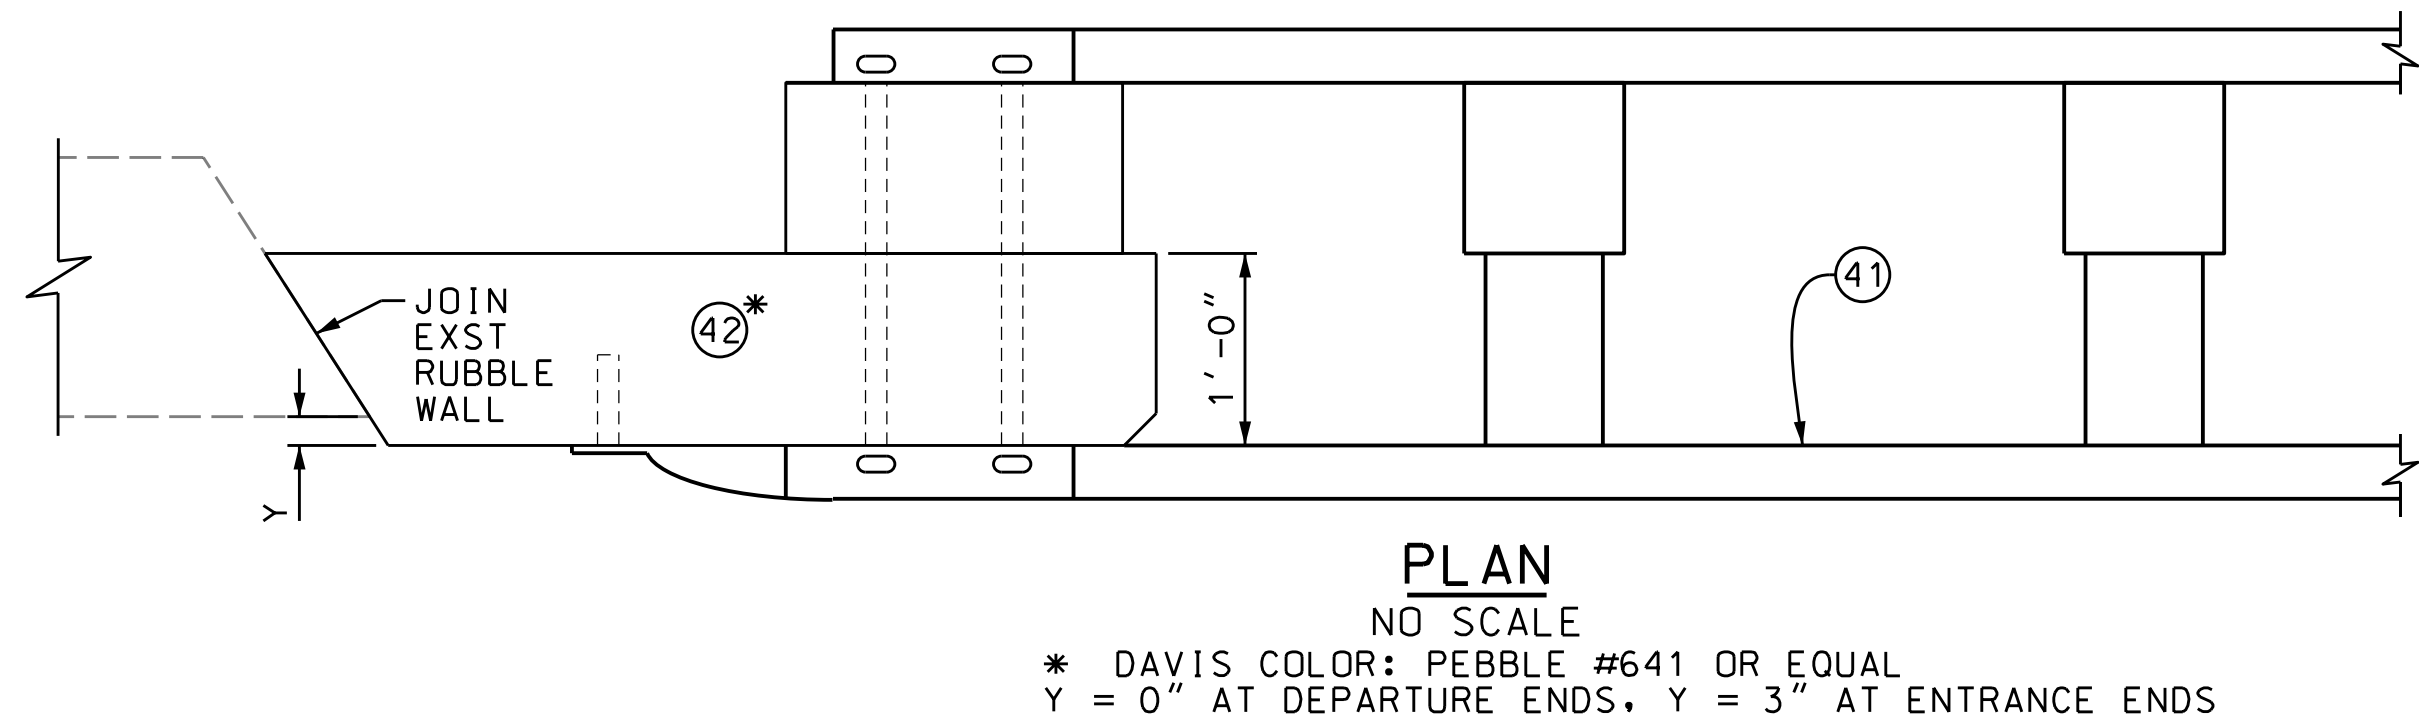 JOIN
EXST
RUBBLE
WALL
42*
1'-0"
41
Y
PLAN
NO SCALE
* DAVIS COLOR: PEBBLE #641 OR EQUAL
Y = 0" AT DEPARTURE ENDS, Y = 3" AT ENTRANCE ENDS